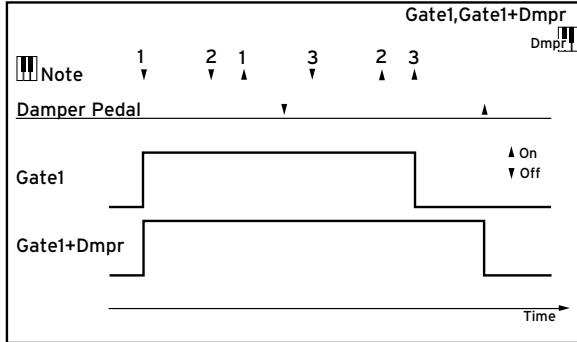 Gate1,Gate1+Dmpr
Dmpr
1 2 1 3 2 3
Note
Damper Pedal
On
Off
Gate1
Gate1+Dmpr
Time